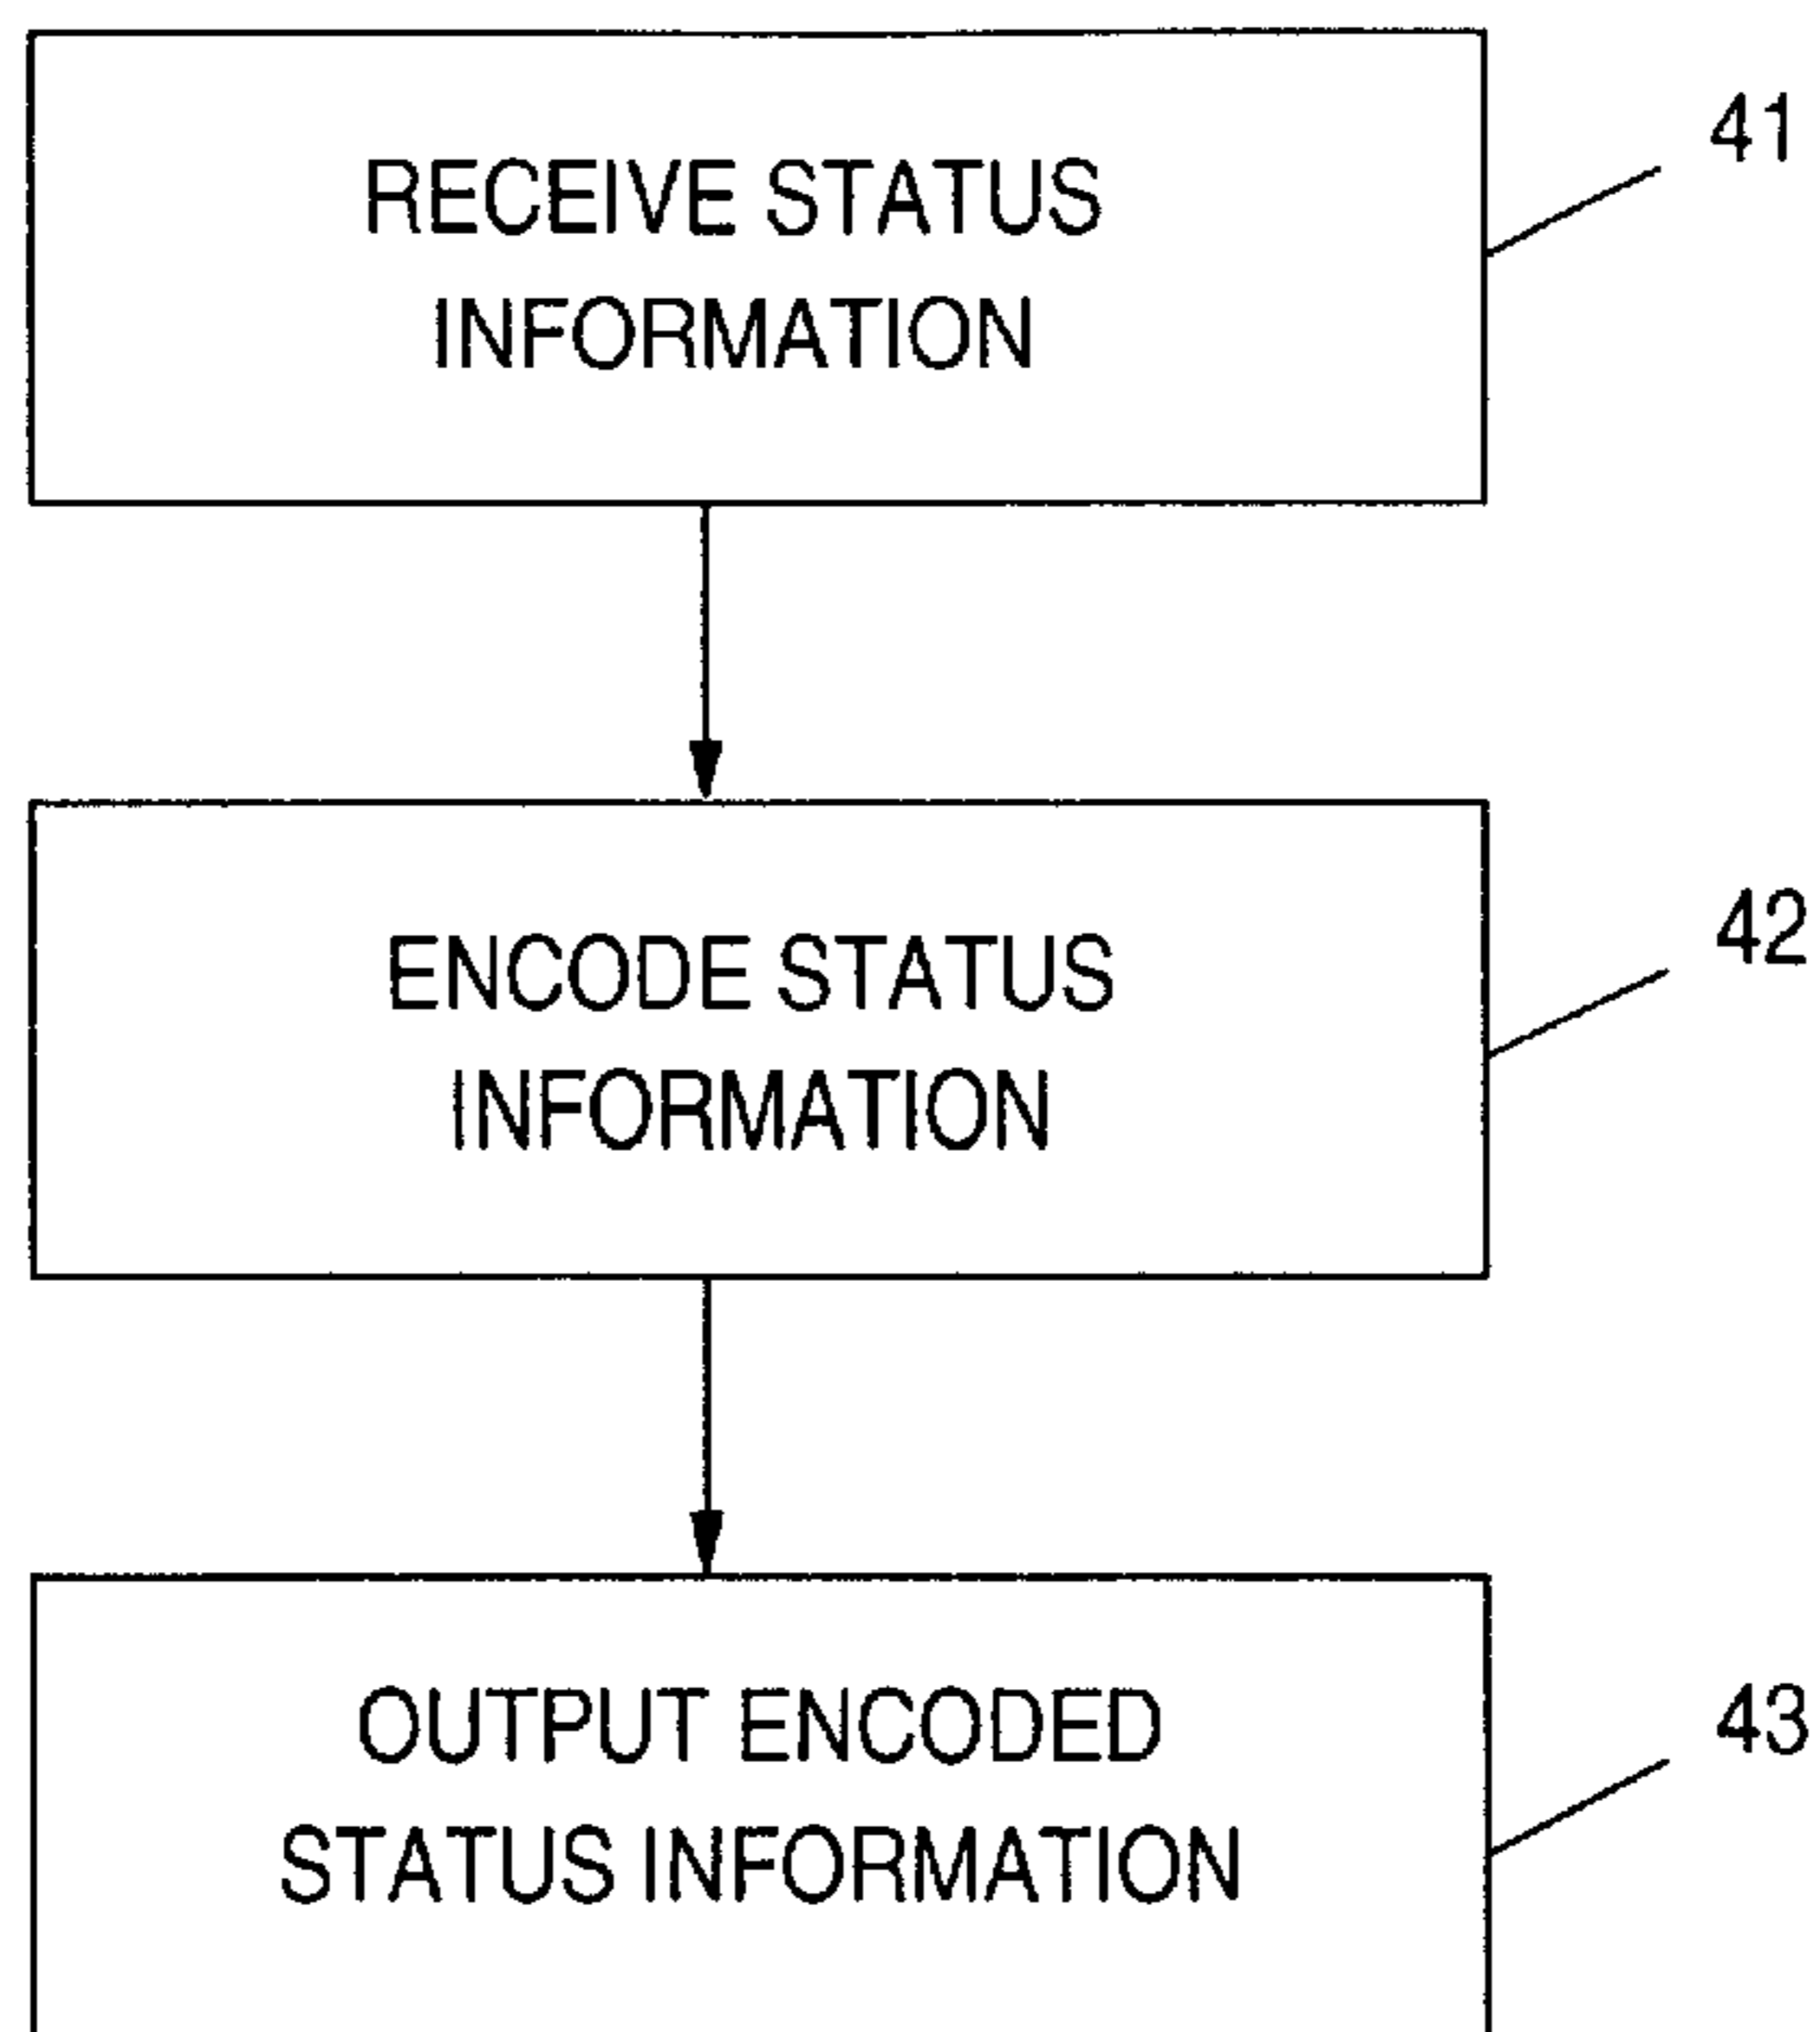 RECEIVE STATUS
INFORMATION
41
ENCODE STATUS
INFORMATION
42
OUTPUT ENCODED
STATUS INFORMATION
43